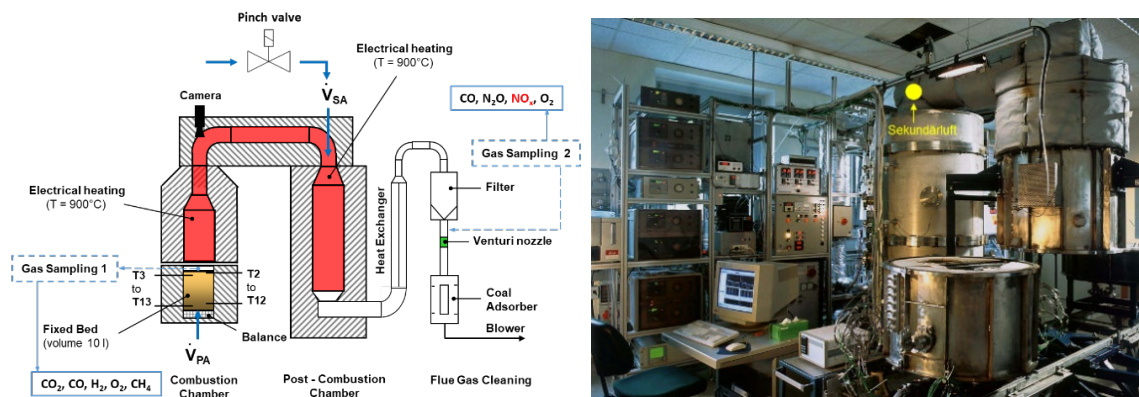 Pinch valve
Electrical heating
(T = 900°C)
V̇SA
CO, N2O, NOx, O2
Camera
Gas Sampling 2
Electrical heating
(T = 900°C)
Filter
Heat Exchanger
Venturi nozzle
Gas Sampling 1
T3
to
T13
T2
to
T12
Coal
Adsorber
Fixed Bed
(volume 10 l)
Balance
Blower
V̇PA
CO2, CO, H2, O2, CH4
Combustion
Chamber
Post - Combustion
Chamber
Flue Gas Cleaning
Sekundärluft